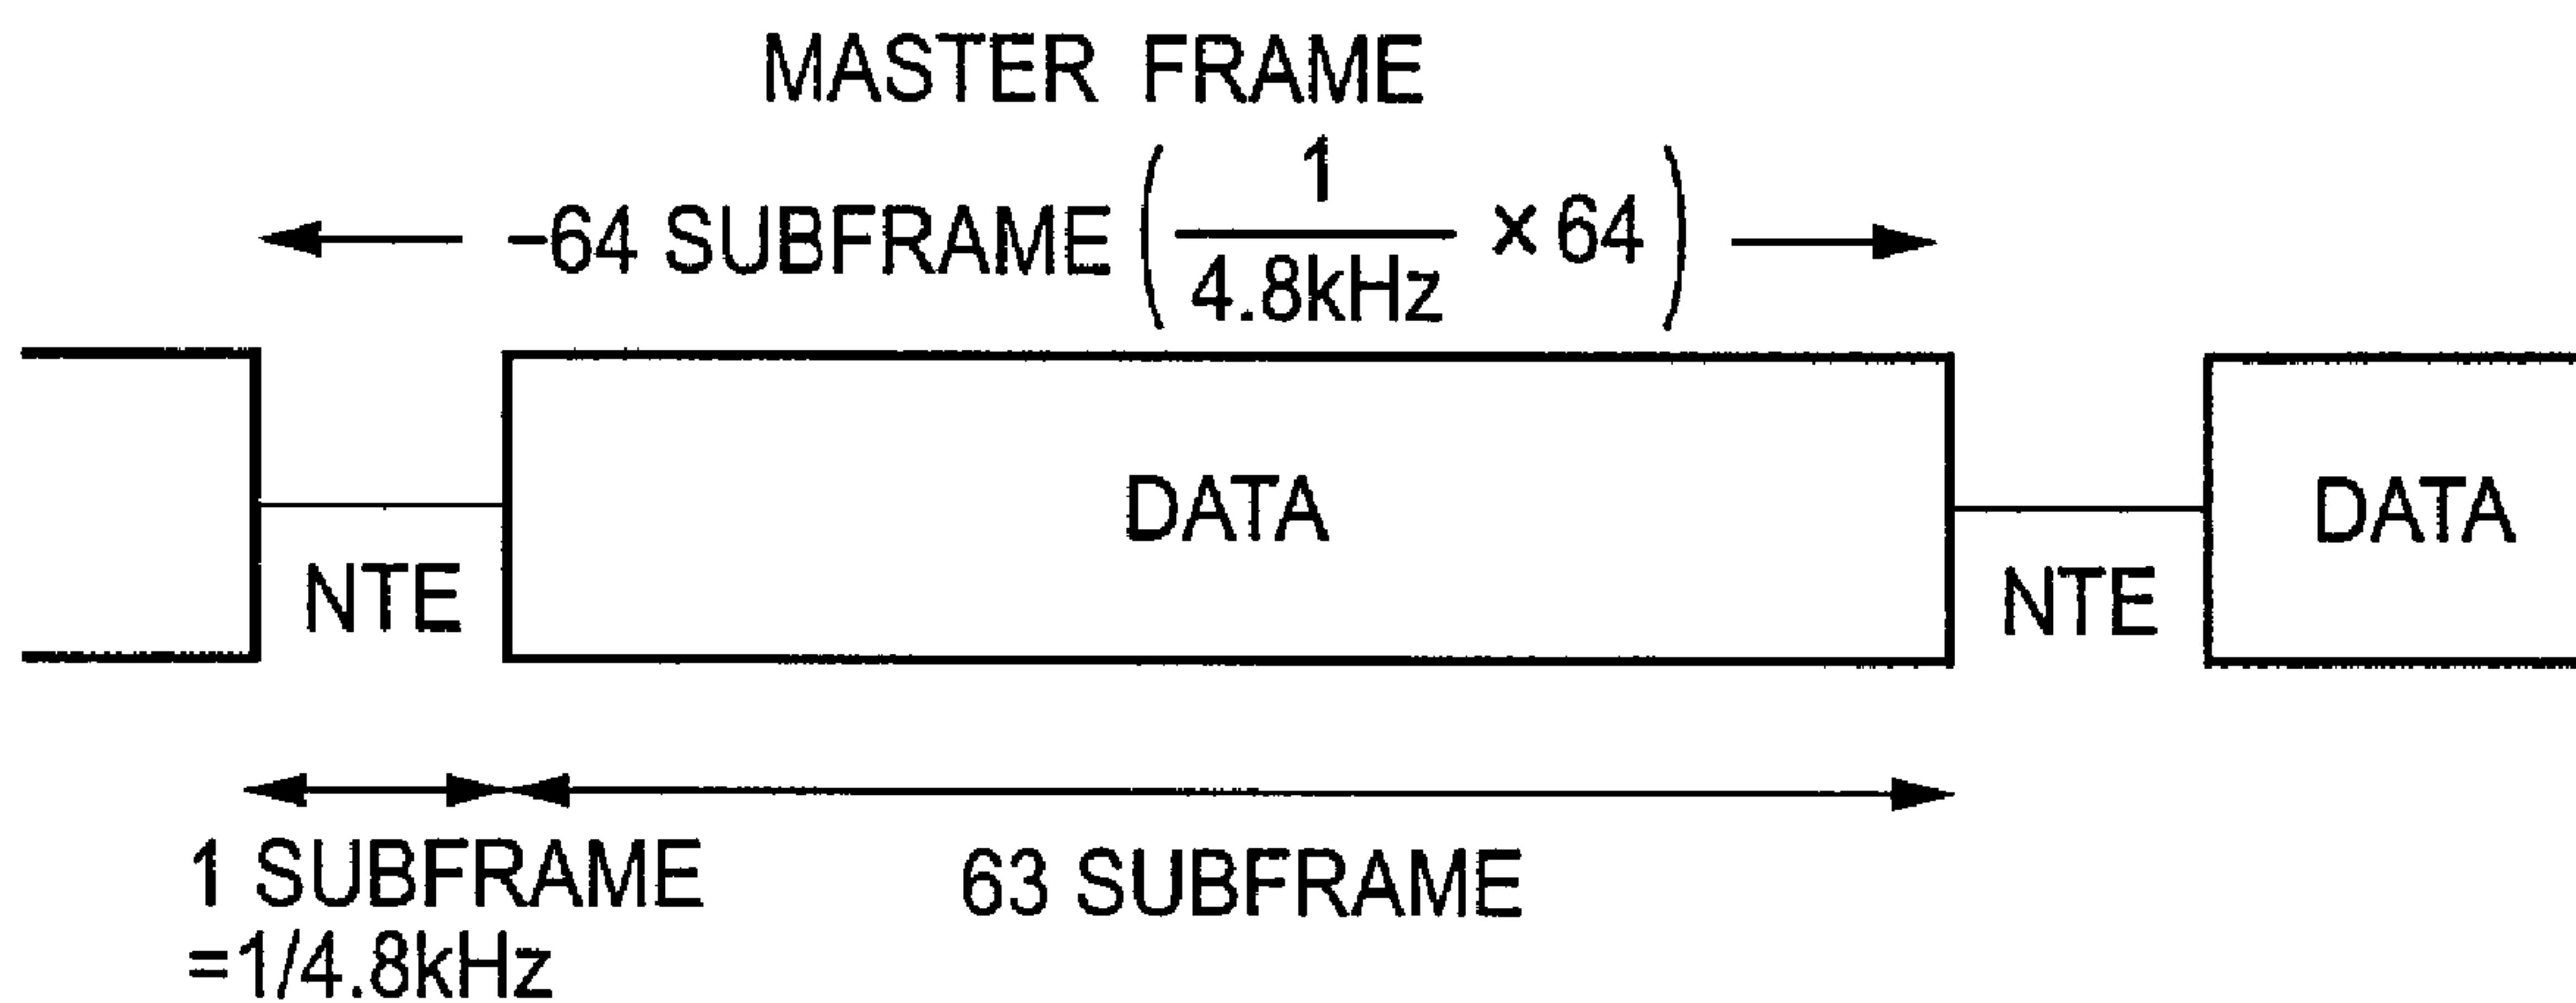 MASTER FRAME
-64 SUBFRAME ( 1/4.8kHz × 64 )
DATA
DATA
NTE
NTE
1 SUBFRAME
=1/4.8kHz
63 SUBFRAME